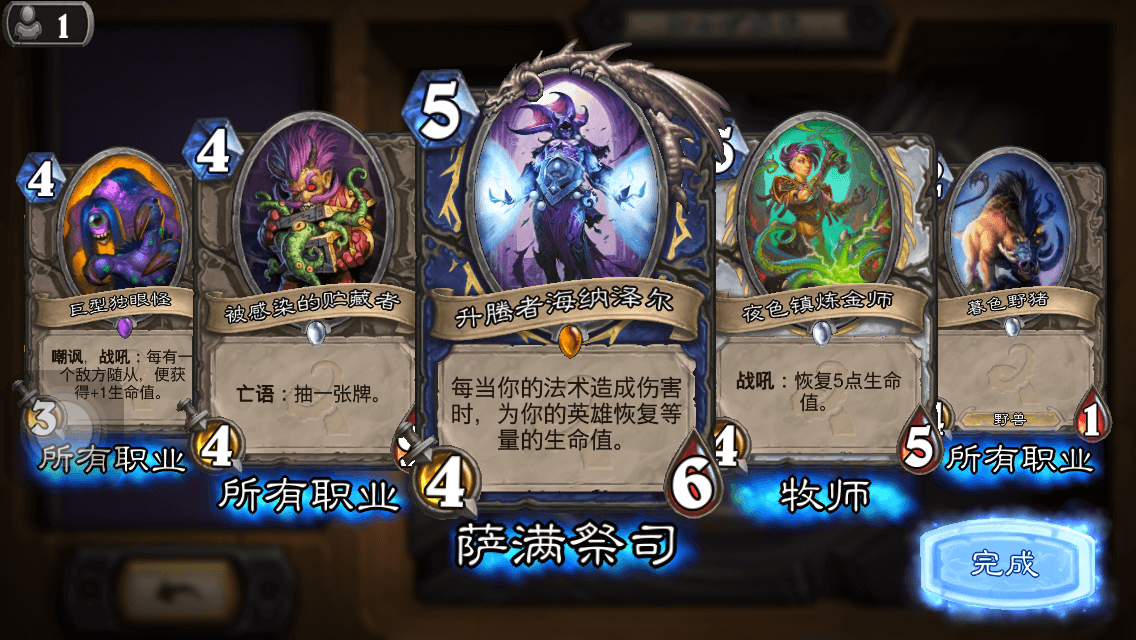 1
4
巨型独眼怪
嘲讽，战吼：每有一
个敌方随从，便获
得+1生命值。
3
所有职业
4
被感染的贮藏者
亡语：抽一张牌。
4
所有职业
5
升腾者海纳泽尔
每当你的法术造成伤害
时，为你的英雄恢复等
量的生命值。
4
6
萨满祭司
5
夜色镇炼金师
战吼：恢复5点生命
值。
4
5
牧师
暮色野猪
野兽
1
所有职业
完成